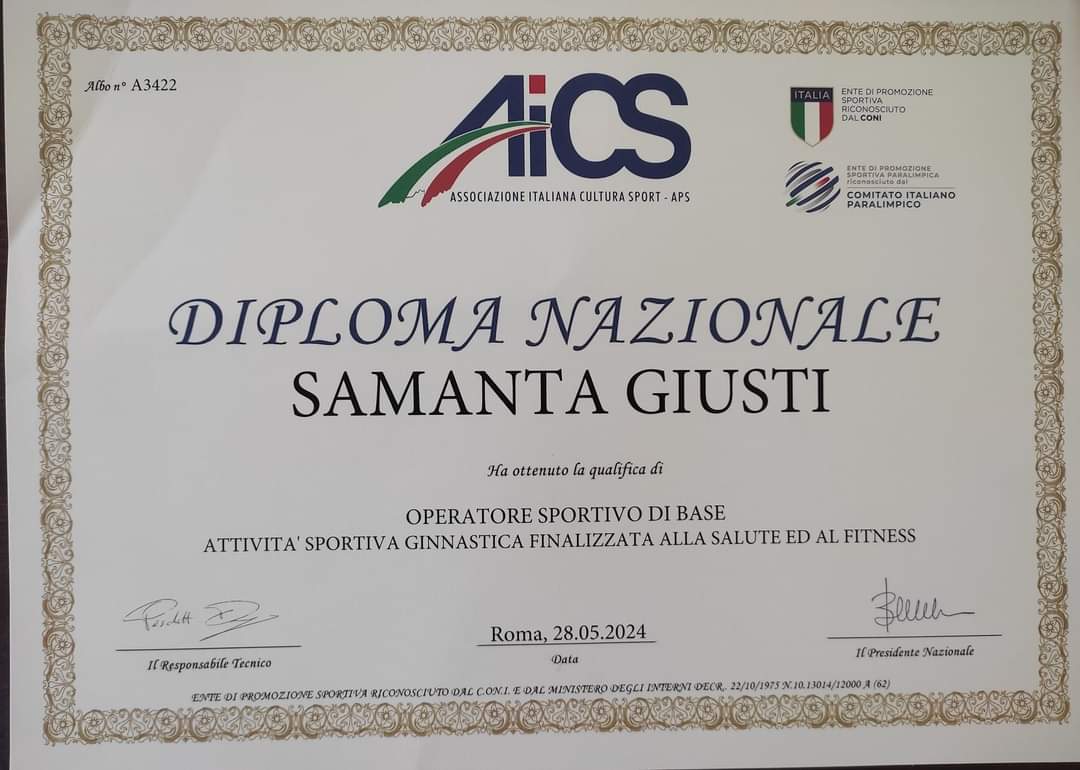 Albo n° A3422
AiCS
ASSOCIAZIONE ITALIANA CULTURA SPORT - APS
ITALIA
ENTE DI PROMOZIONE
SPORTIVA
RICONOSCIUTO
DAL CONI
ENTE DI PROMOZIONE
SPORTIVA PARALIMPICA
riconosciuto dal
COMITATO ITALIANO
PARALIMPICO
DIPLOMA NAZIONALE
SAMANTA GIUSTI
Ha ottenuto la qualifica di
OPERATORE SPORTIVO DI BASE
ATTIVITA' SPORTIVA GINNASTICA FINALIZZATA ALLA SALUTE ED AL FITNESS
Il Responsabile Tecnico
Roma, 28.05.2024
Data
Il Presidente Nazionale
ENTE DI PROMOZIONE SPORTIVA RICONOSCIUTO DAL C.O.N.I. E DAL MINISTERO DEGLI INTERNI DECR. 22/10/1975 N.10.13014/12000 A (62)